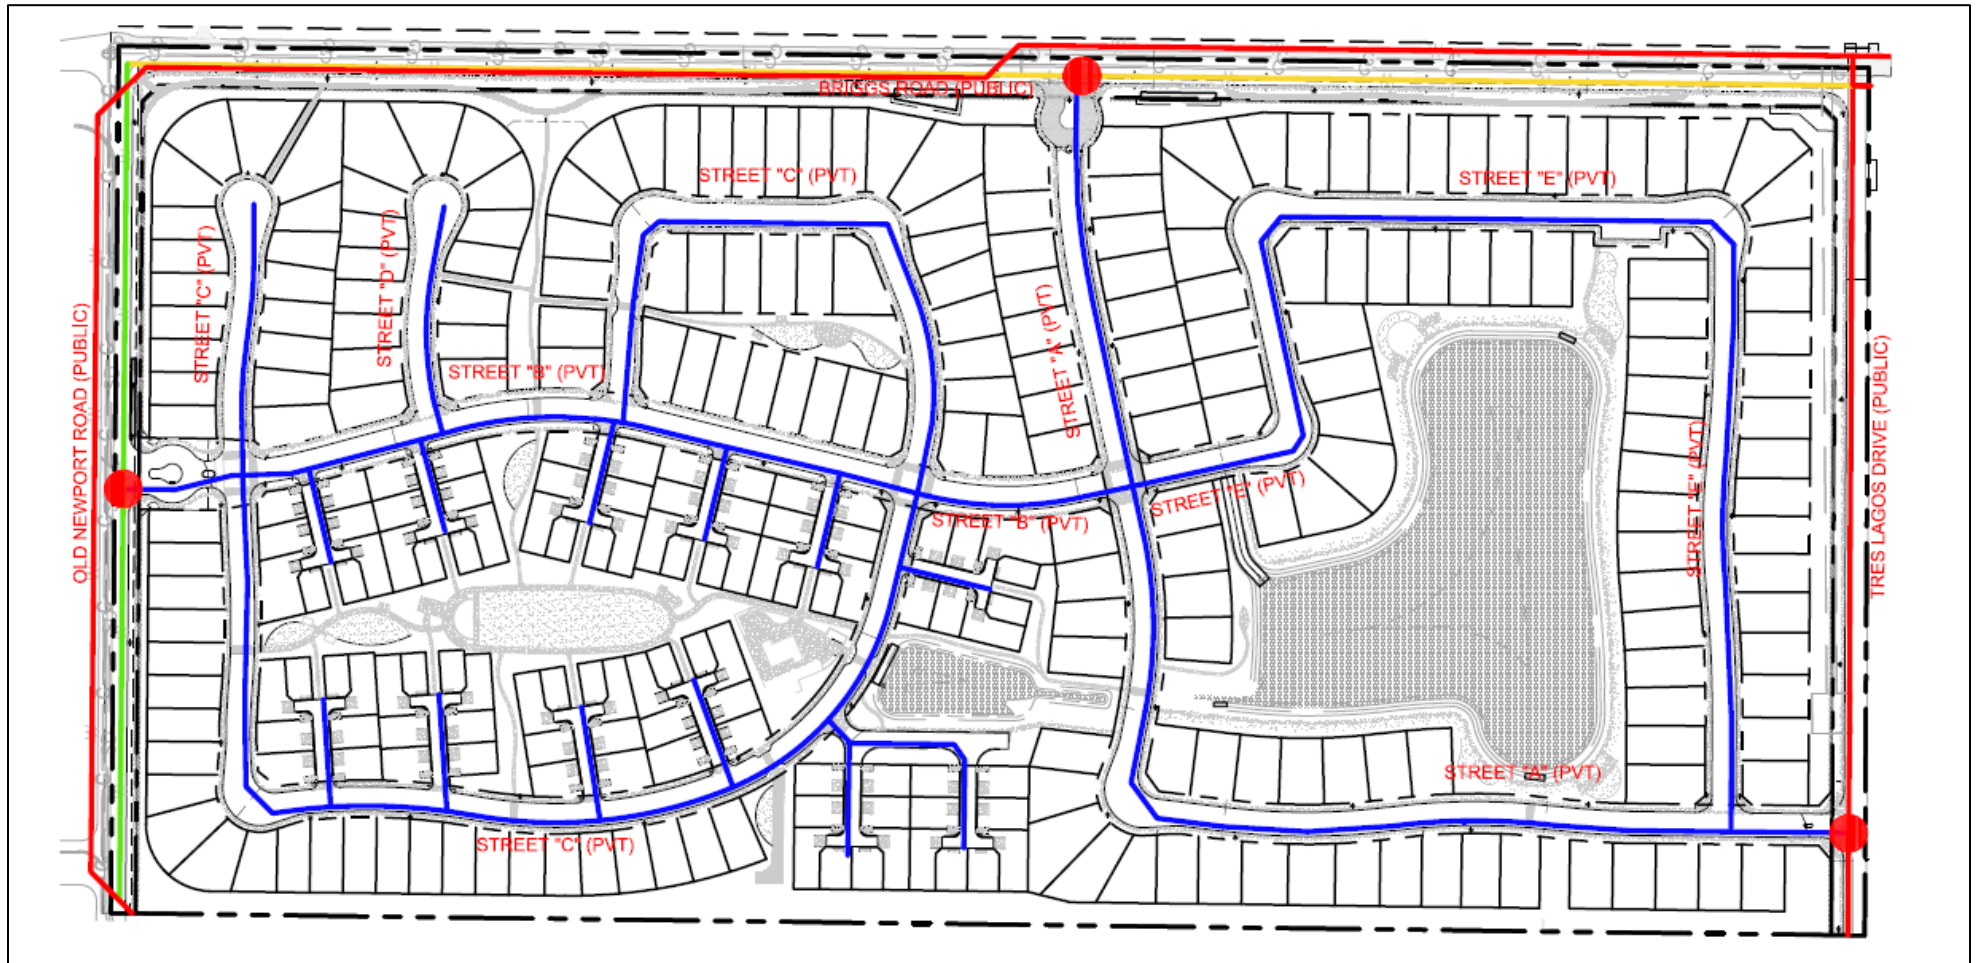 BRIGGS ROAD (PUBLIC)
STREET "C" (PVT)
STREET "E" (PVT)
STREET "C" (PVT)
STREET "D" (PVT)
STREET "A" (PVT)
OLD NEWPORT ROAD (PUBLIC)
STREET "B" (PVT)
TRES LAGOS DRIVE (PUBLIC)
STREET "E" (PVT)
STREET "E" (PVT)
STREET "B" (PVT)
STREET "A" (PVT)
STREET "C" (PVT)